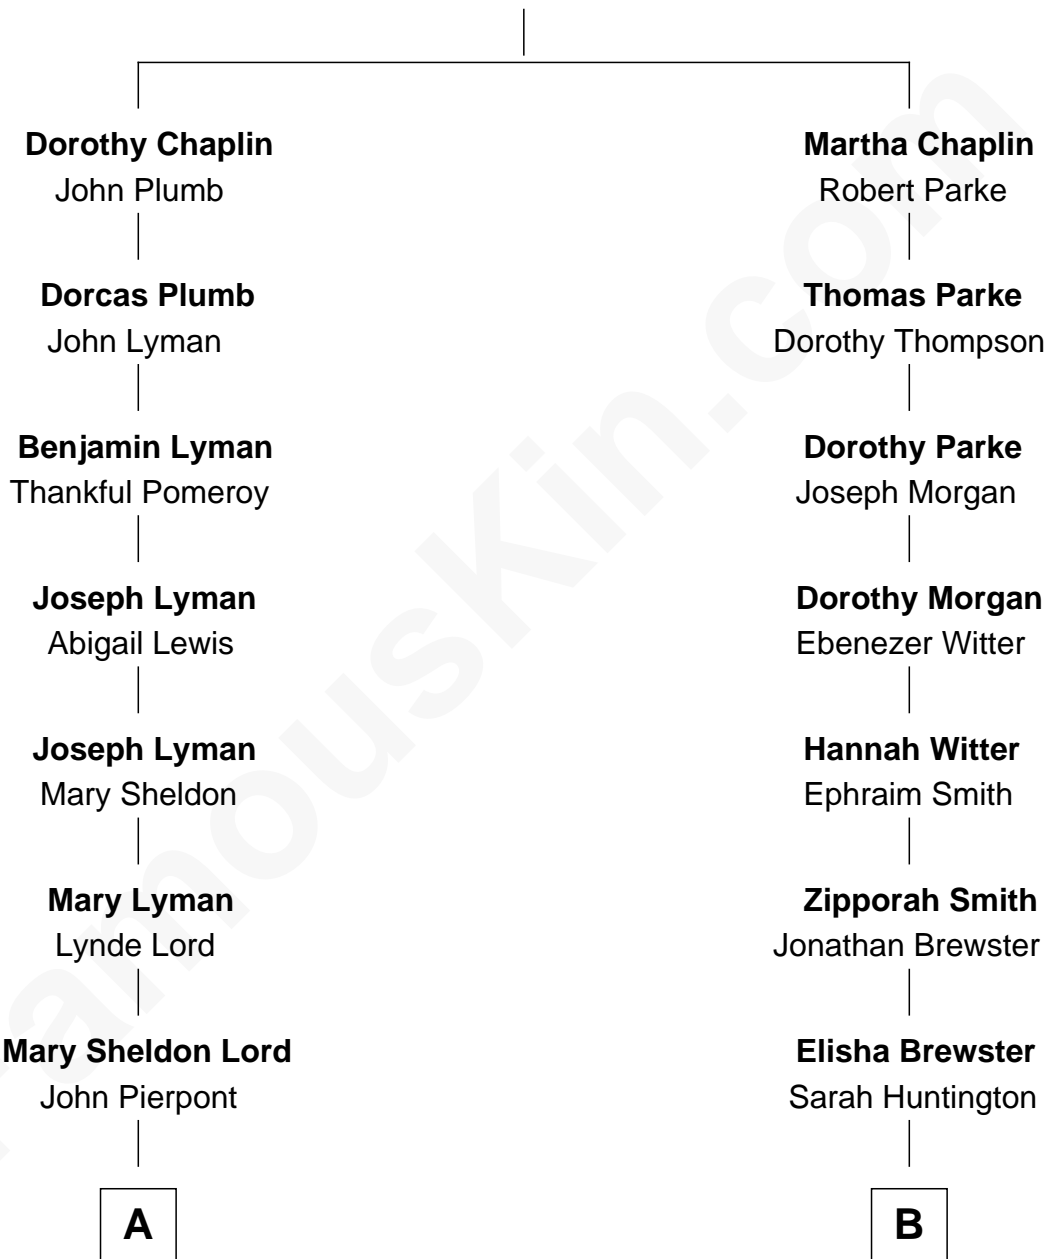 Dorothy Chaplin
John Plumb
Dorcas Plumb
John Lyman
Benjamin Lyman
Thankful Pomeroy
Joseph Lyman
Abigail Lewis
Joseph Lyman
Mary Sheldon
Mary Lyman
Lynde Lord
Mary Sheldon Lord
John Pierpont
A
Martha Chaplin
Robert Parke
Thomas Parke
Dorothy Thompson
Dorothy Parke
Joseph Morgan
Dorothy Morgan
Ebenezer Witter
Hannah Witter
Ephraim Smith
Zipporah Smith
Jonathan Brewster
Elisha Brewster
Sarah Huntington
B
FamousKin.com